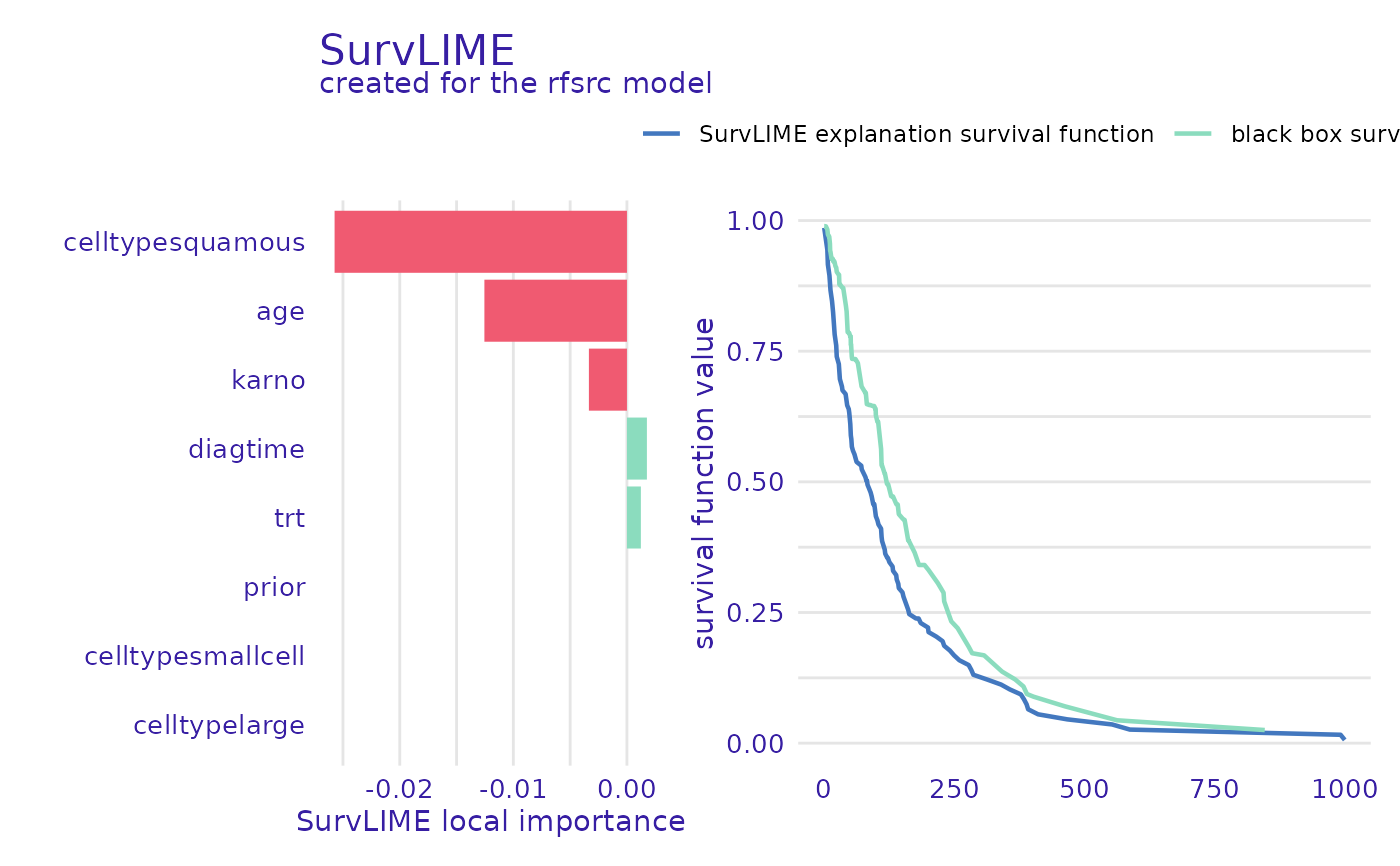 SurvLIME
created for the rfsrc model
SurvLIME explanation survival function
black box surv
celltypesquamous
age
karno
diagtime
trt
prior
celltypesmallcell
celltypelarge
-0.02
-0.01
0.00
SurvLIME local importance
survival function value
1.00
0.75
0.50
0.25
0.00
0
250
500
750
1000